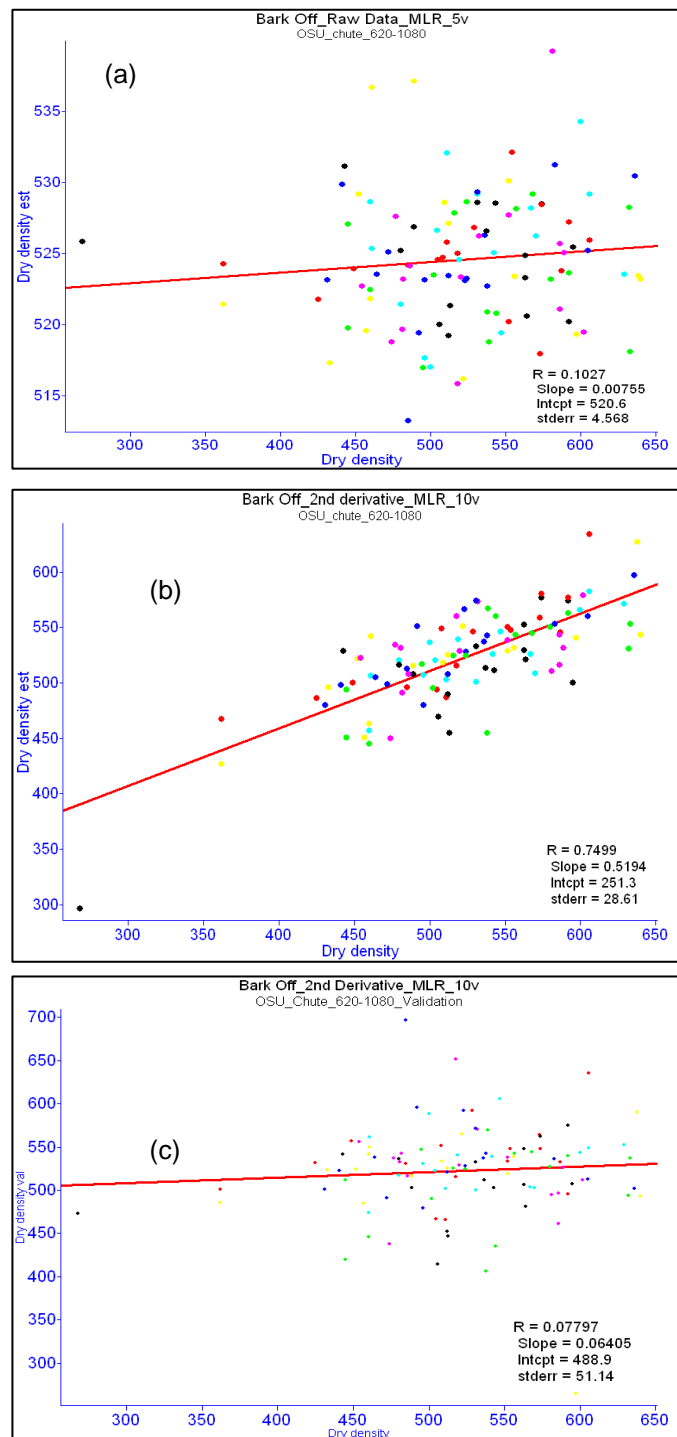 Bark Off_Raw Data_MLR_5v
OSU_chute_620-1080
(a)
Dry density est
535
530
525
520
515
R = 0.1027
Slope = 0.00755
Intcpt = 520.6
stderr = 4.568
300 350 400 450 500 550 600 650
Dry density
Bark Off_2nd derivative_MLR_10v
OSU_chute_620-1080
(b)
Dry density est
600
550
500
450
400
350
300
R = 0.7499
Slope = 0.5194
Intcpt = 251.3
stderr = 28.61
300 350 400 450 500 550 600 650
Dry density
Bark Off_2nd Derivative_MLR_10v
OSU_Chute_620-1080_Validation
(c)
Dry density val
700
650
600
550
500
450
400
350
300
R = 0.07797
Slope = 0.06405
Intcpt = 488.9
stderr = 51.14
300 350 400 450 500 550 600 650
Dry density